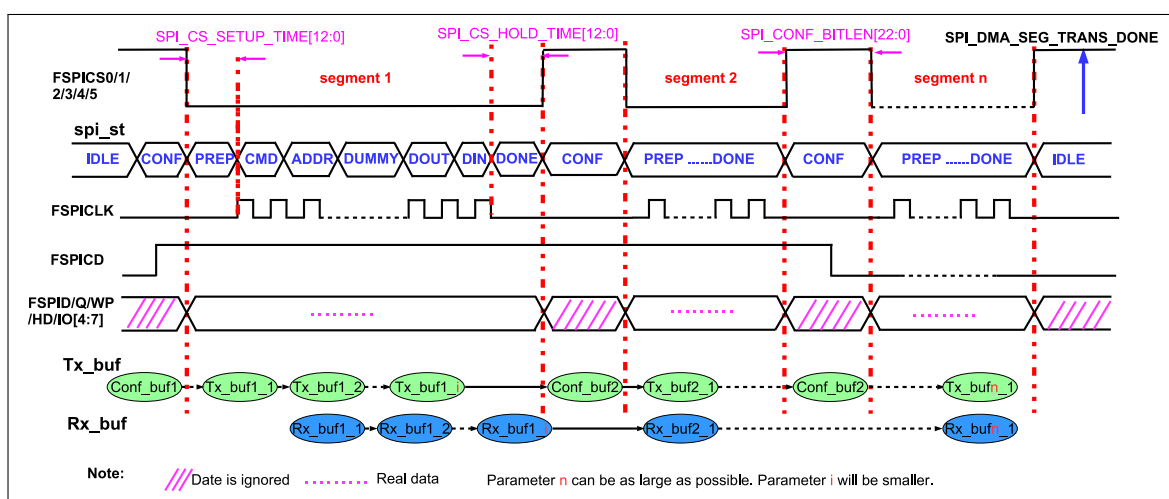 SPI_CS_SETUP_TIME[12:0] SPI_CS_HOLD_TIME[12:0] SPI_CONF_BITLEN[22:0] SPI_DMA_SEG_TRANS_DONE
FSPICS0/1/
2/3/4/5
segment 1 segment 2 segment n
spi_st
IDLE CONF PREP CMD ADDR DUMMY DOUT DIN DONE CONF PREP ......DONE CONF PREP ......DONE IDLE
FSPICLK
FSPICD
FSPID/Q/WP
/HD/IO[4:7]
Tx_buf
Conf_buf1 Tx_buf1_1 Tx_buf1_2 Tx_buf1_i Conf_buf2 Tx_buf2_1 Conf_buf2 Tx_bufn_1
Rx_buf
Rx_buf1_1 Rx_buf1_2 Rx_buf1_i Rx_buf2_1 Rx_bufn_1
Note: Date is ignored Real data Parameter n can be as large as possible. Parameter i will be smaller.